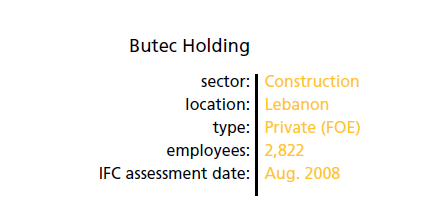 Butec Holding
sector: Construction
location: Lebanon
type: Private (FOE)
employees: 2,822
IFC assessment date: Aug. 2008